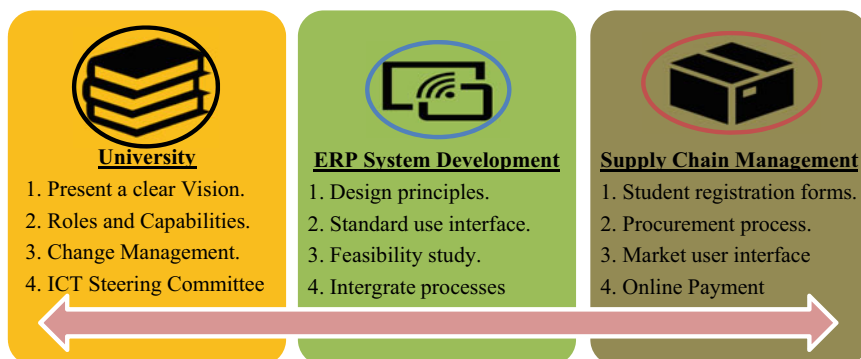 University
1. Present a clear Vision.
2. Roles and Capabilities.
3. Change Management.
4. ICT Steering Committee
ERP System Development
1. Design principles.
2. Standard use interface.
3. Feasibility study.
4. Intergrate processes
Supply Chain Management
1. Student registration forms.
2. Procurement process.
3. Market user interface
4. Online Payment